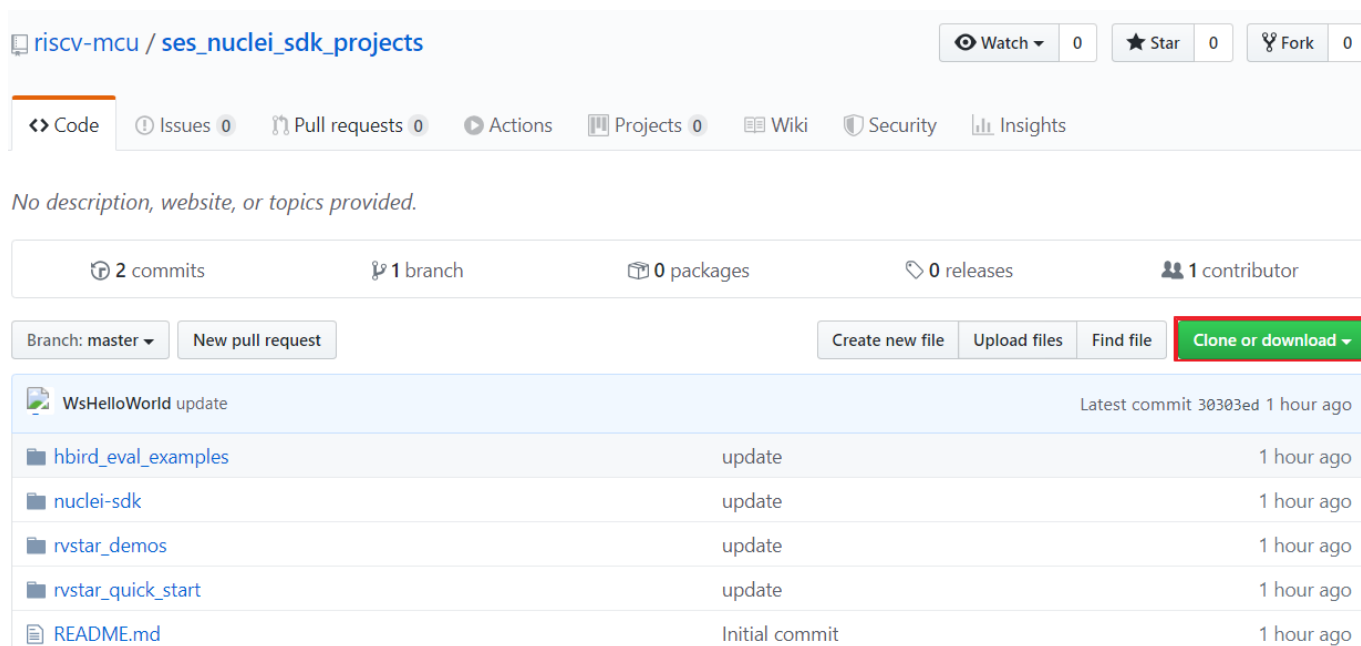 riscv-mcu / ses_nuclei_sdk_projects
Watch 0 Star 0 Fork 0
Code Issues 0 Pull requests 0 Actions Projects 0 Wiki Security Insights
No description, website, or topics provided.
2 commits 1 branch 0 packages 0 releases 1 contributor
Branch: master New pull request Create new file Upload files Find file Clone or download
WsHelloWorld update Latest commit 30303ed 1 hour ago
hbird_eval_examples update 1 hour ago
nuclei-sdk update 1 hour ago
rvstar_demos update 1 hour ago
rvstar_quick_start update 1 hour ago
README.md Initial commit 1 hour ago